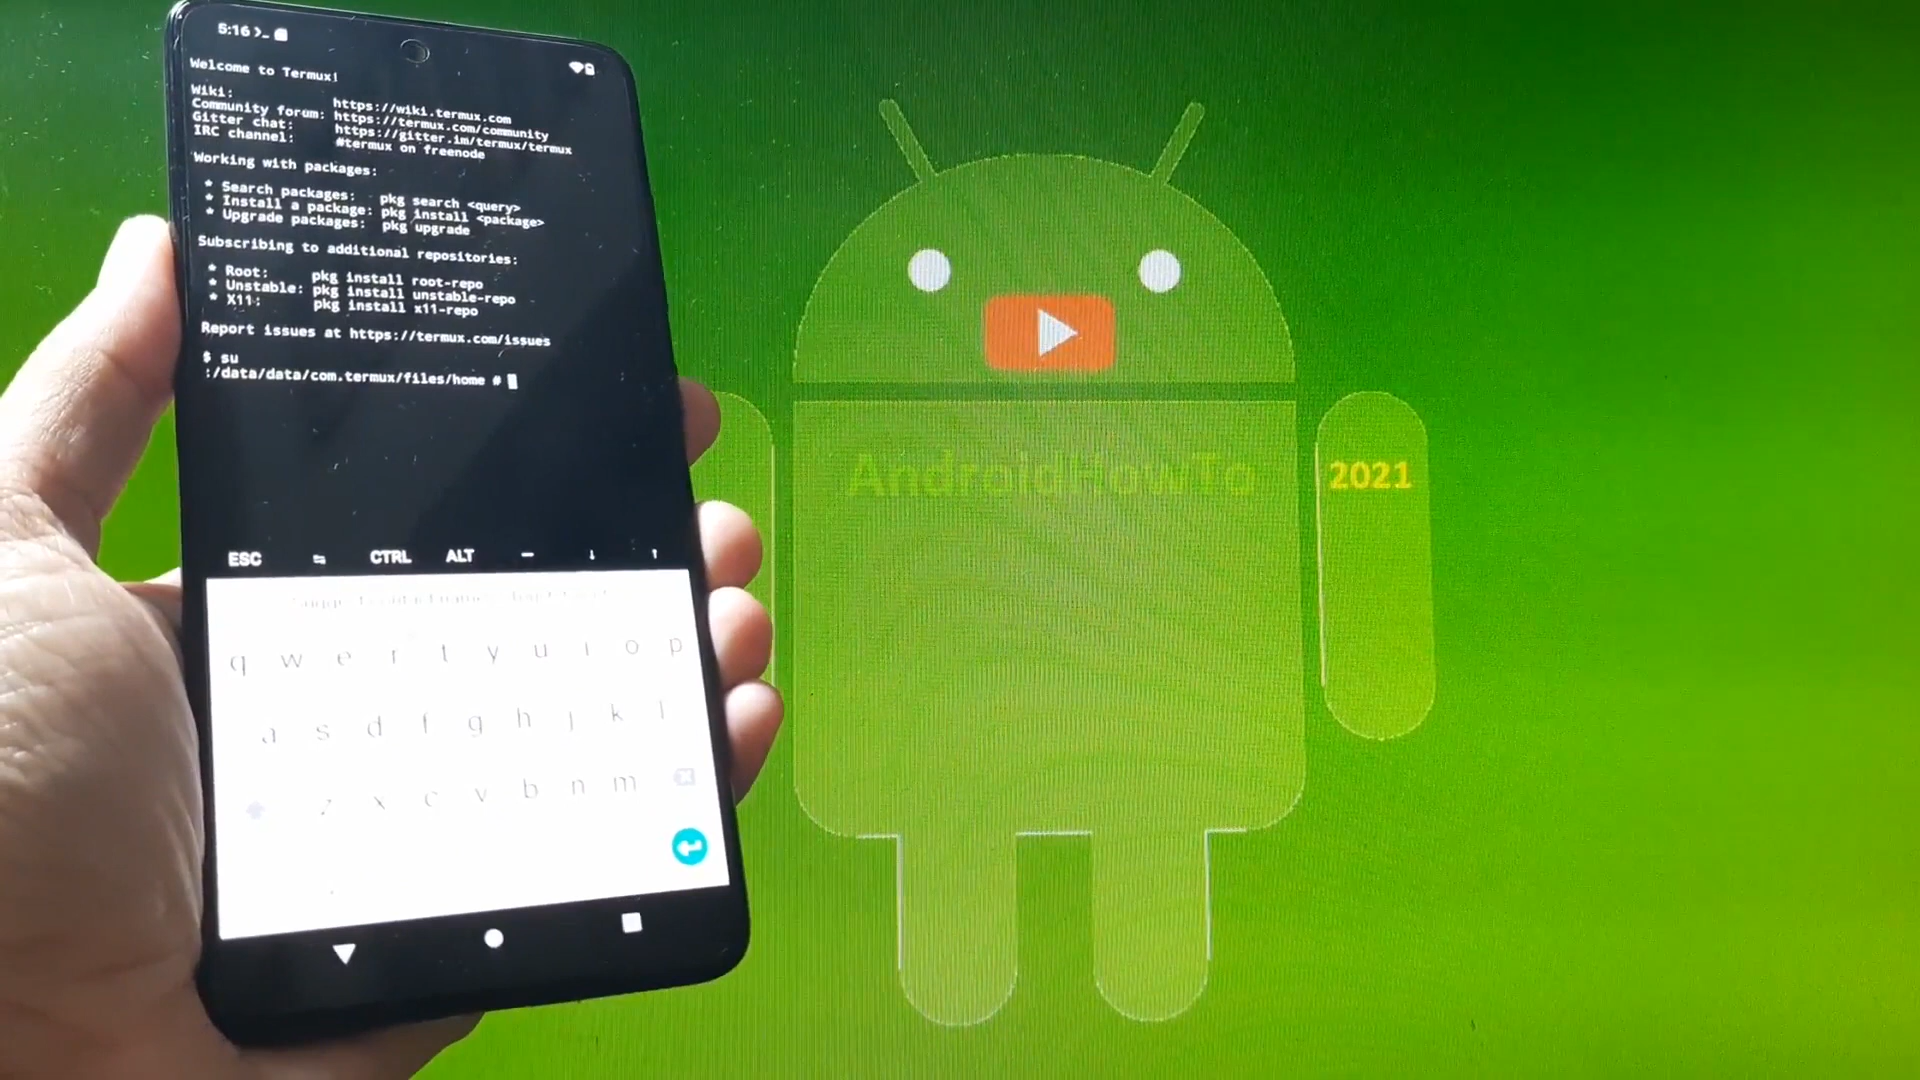 5:16
Welcome to Termux!
Wiki: https://wiki.termux.com
Community forum: https://termux.com/community
Gitter chat: https://gitter.im/termux/termux
IRC channel: #termux on freenode
Working with packages:
* Search packages: pkg search <query>
* Install a package: pkg install <package>
* Upgrade packages: pkg upgrade
Subscribing to additional repositories:
* Root: pkg install root-repo
* Unstable: pkg install unstable-repo
* X11: pkg install x11-repo
Report issues at https://termux.com/issues
$ su
:/data/data/com.termux/files/home #
ESC CTRL ALT –
q w e r t y u i o p
a s d f g h j k l
z x c v b n m
AndroidHowTo
2021